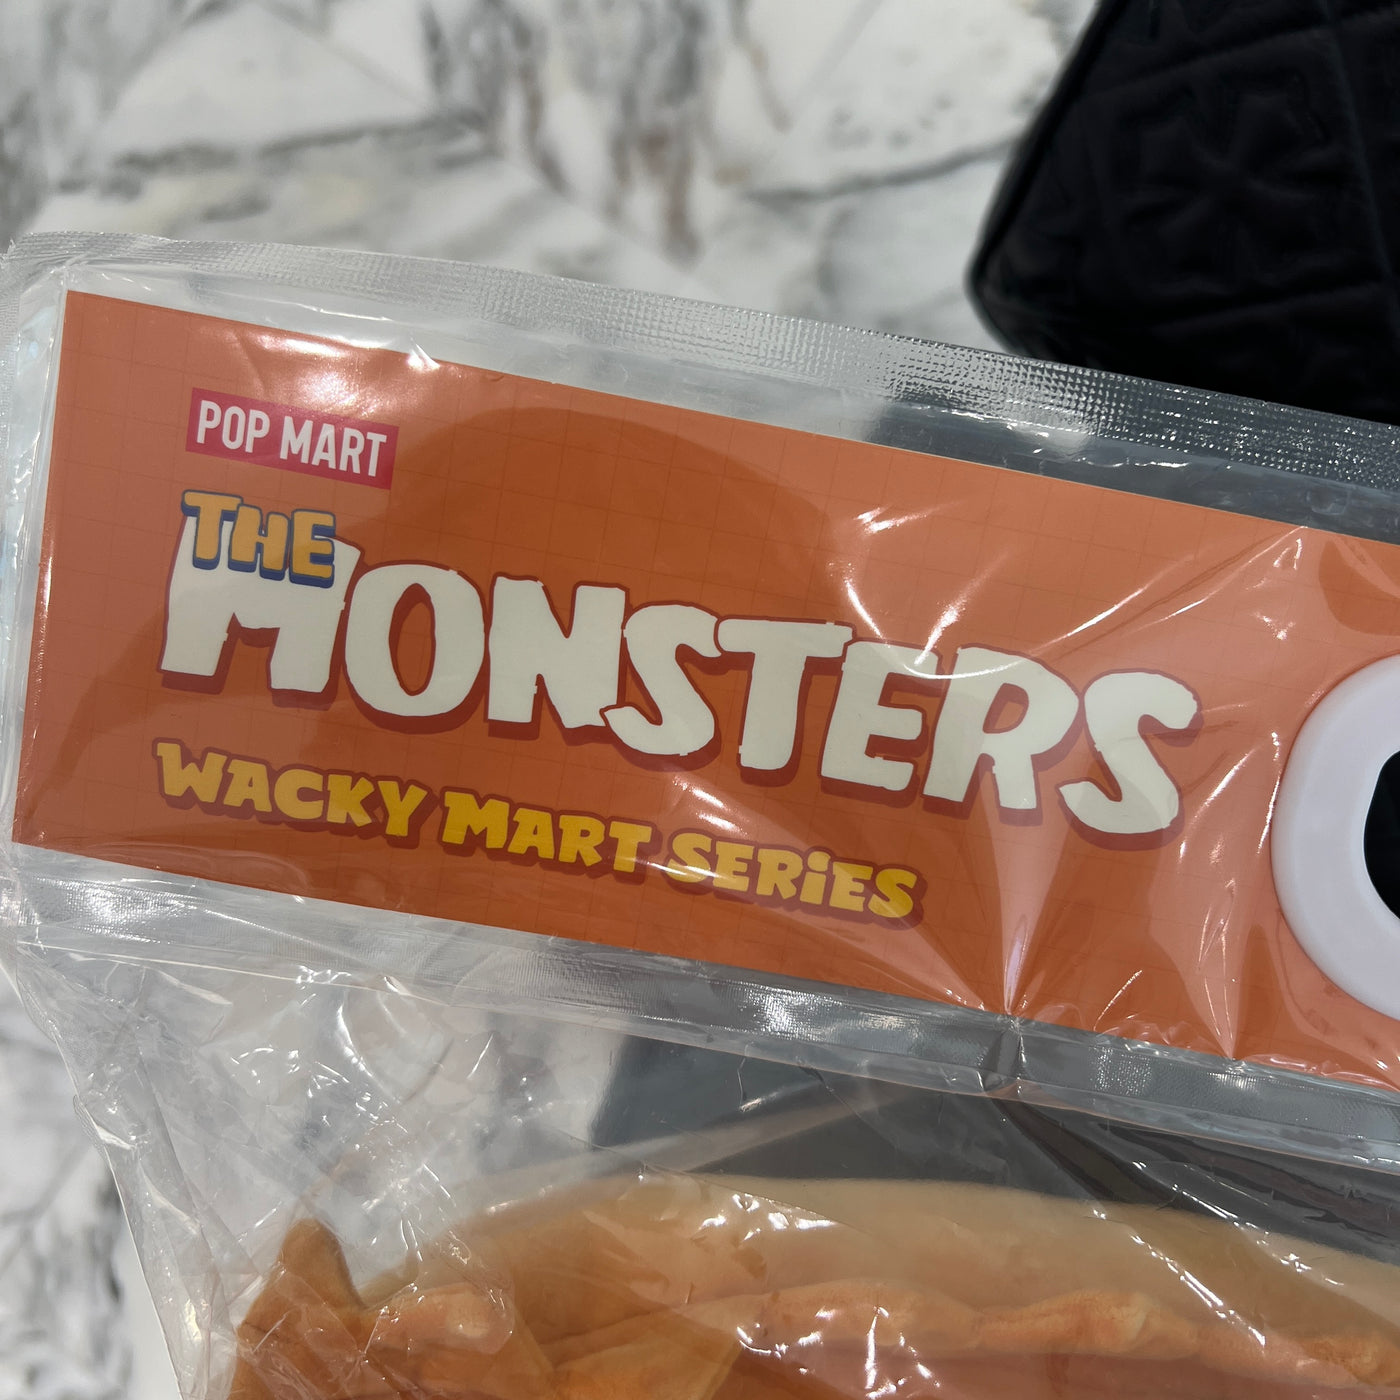 POP MART
THE
MONSTERS
WACKY MART SERiES